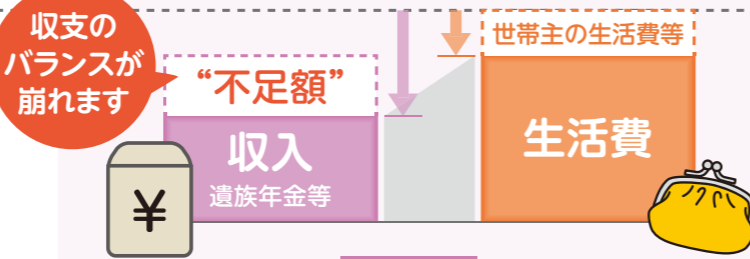 収支の
バランスが
崩れます
“不足額”
収入
遺族年金等
¥
世帯主の生活費等
生活費